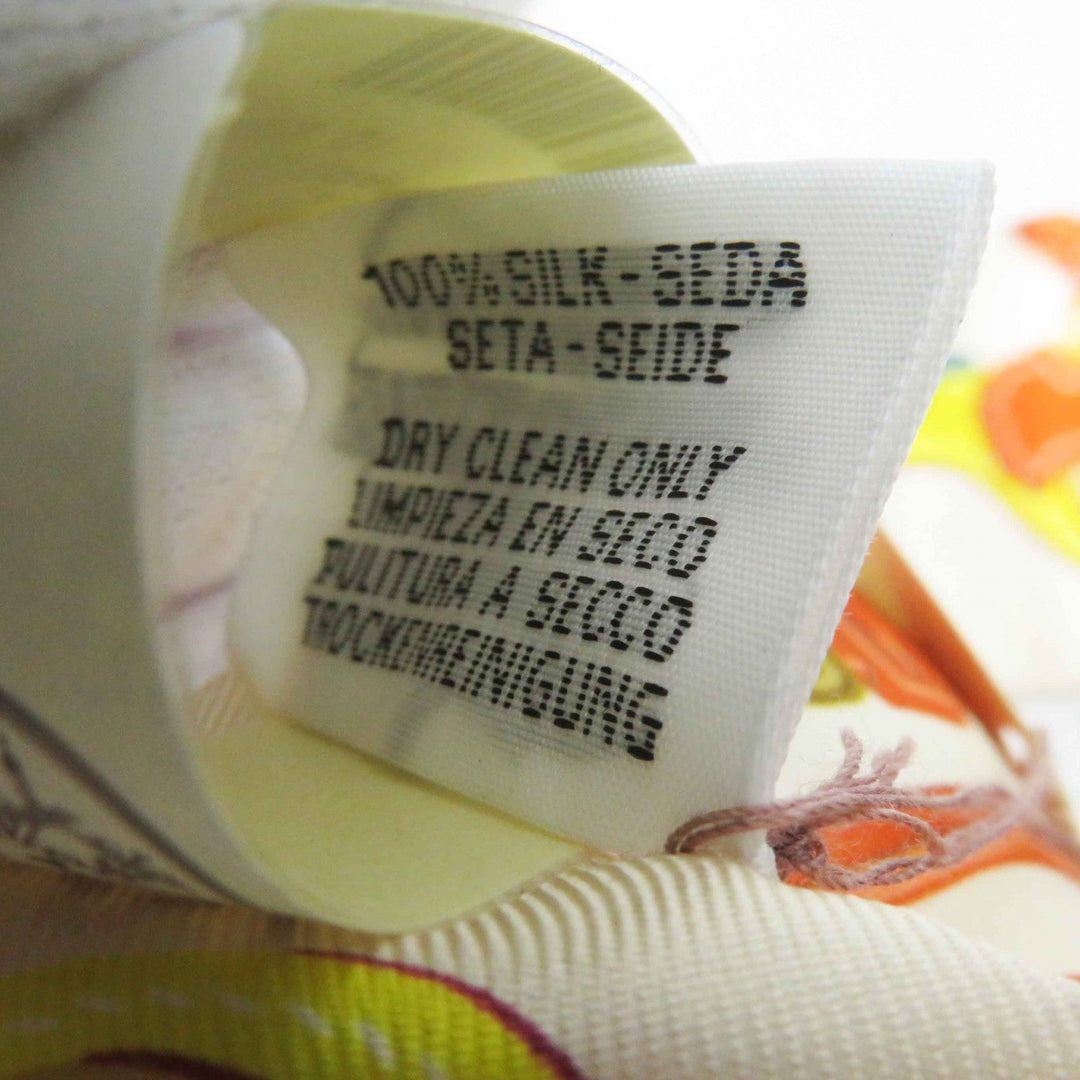 100% SILK - SEDA
SETA - SEIDE
DRY CLEAN ONLY
LIMPIEZA EN SECO
PULITURA A SECCO
TROCKENREINIGUNG